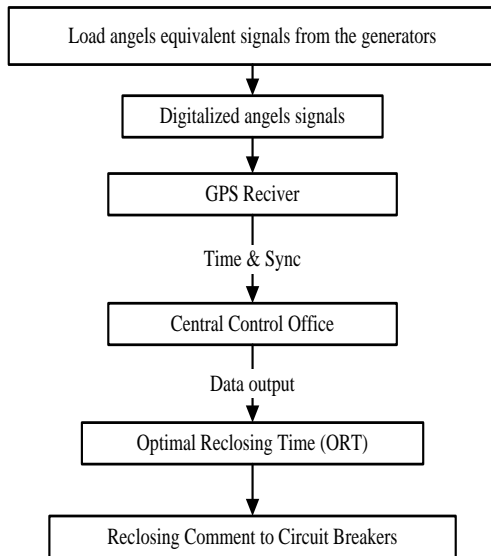 Load angels equivalent signals from the generators
Digitalized angels signals
GPS Reciver
Time & Sync
Central Control Office
Data output
Optimal Reclosing Time (ORT)
Reclosing Comment to Circuit Breakers